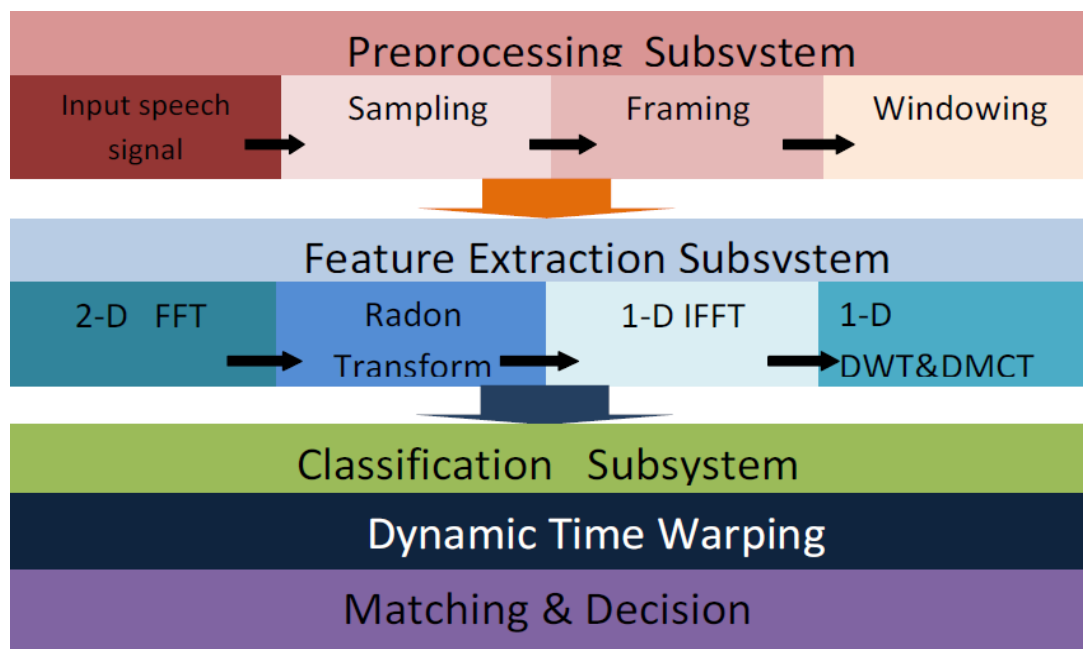 Preprocessing Subsystem
Input speech
signal
Sampling
Framing
Windowing
Feature Extraction Subsystem
2-D FFT
Radon
Transform
1-D IFFT
1-D
DWT&DMCT
Classification Subsystem
Dynamic Time Warping
Matching & Decision